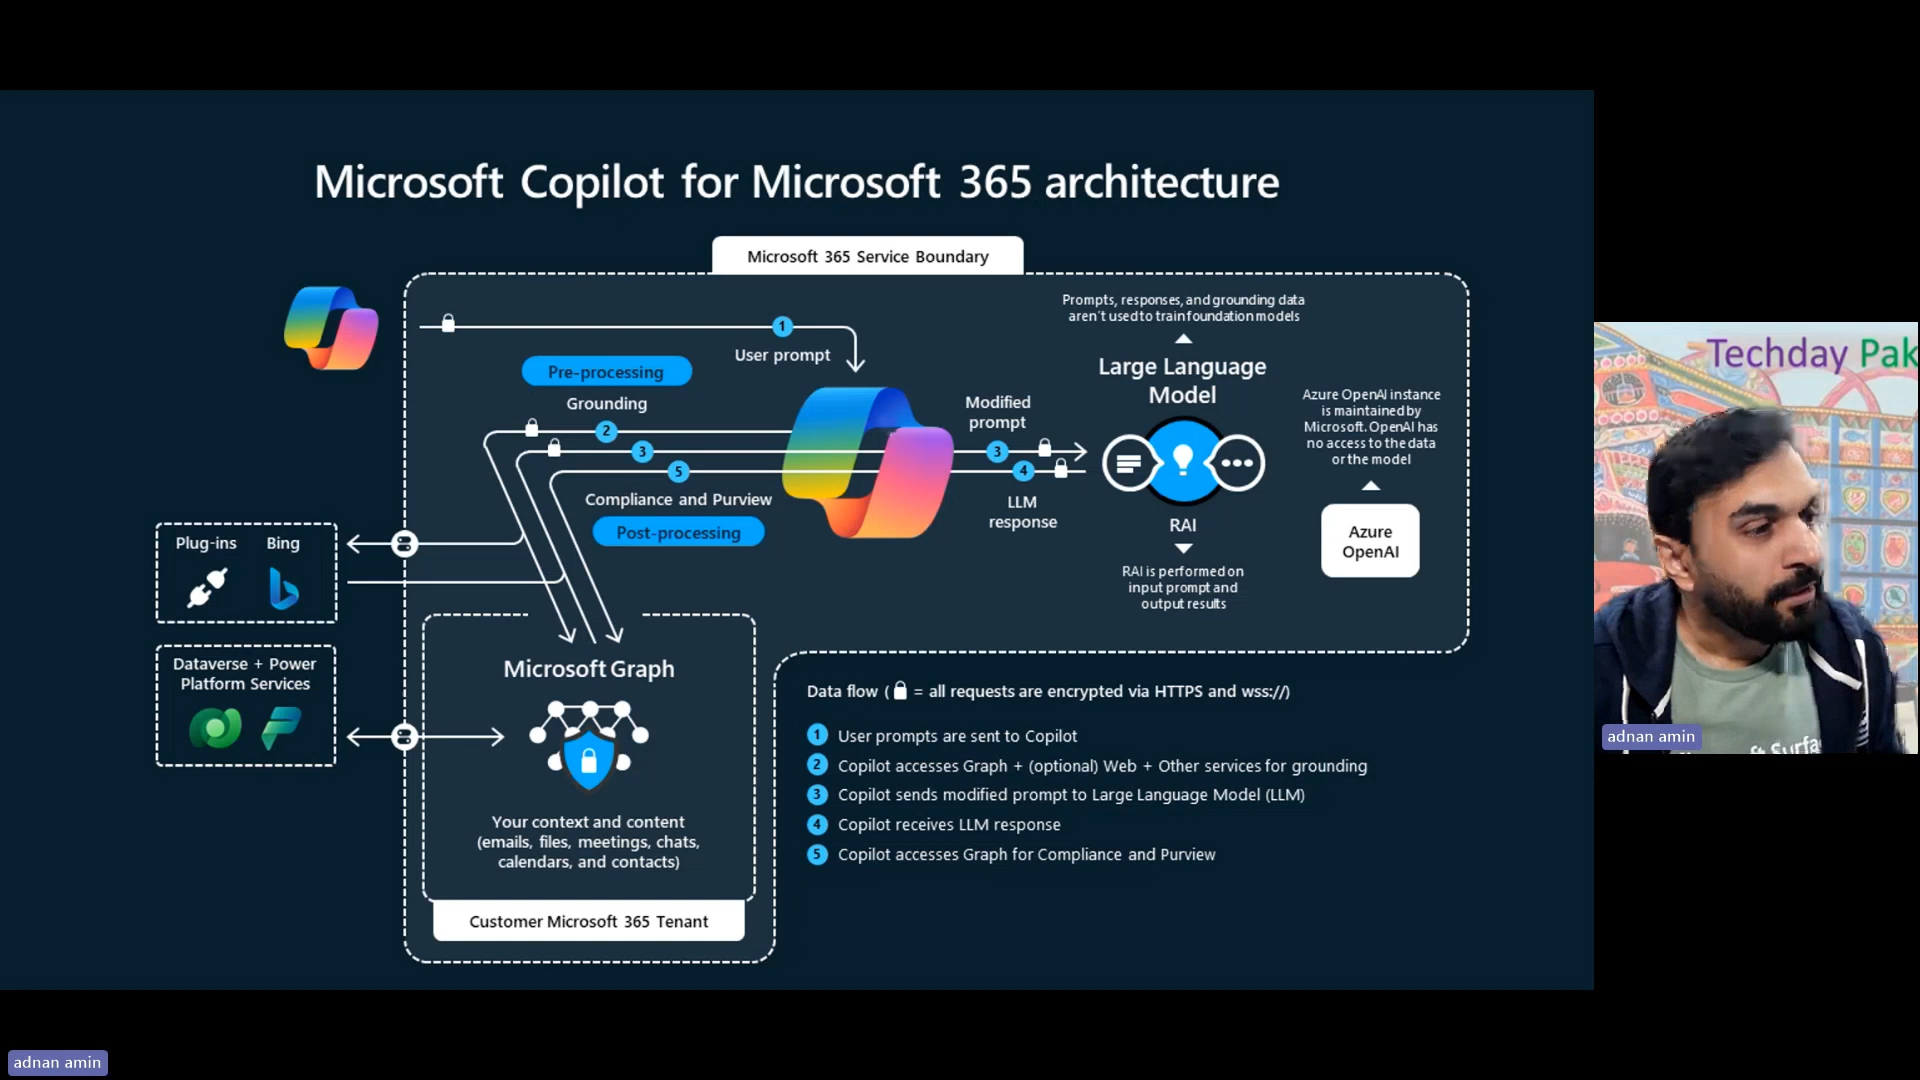 Microsoft Copilot for Microsoft 365 architecture
Microsoft 365 Service Boundary
1
User prompt
Pre-processing
Grounding
2
3
5
Compliance and Purview
Post-processing
Modified
prompt
3
4
LLM
response
Prompts, responses, and grounding data
aren't used to train foundation models
Large Language
Model
RAI
RAI is performed on
input prompt and
output results
Azure OpenAI instance
is maintained by
Microsoft. OpenAI has
no access to the data
or the model
Azure
OpenAI
Plug-ins
Bing
Dataverse + Power
Platform Services
Microsoft Graph
Your context and content
(emails, files, meetings, chats,
calendars, and contacts)
Customer Microsoft 365 Tenant
Data flow ( = all requests are encrypted via HTTPS and wss://)
1 User prompts are sent to Copilot
2 Copilot accesses Graph + (optional) Web + Other services for grounding
3 Copilot sends modified prompt to Large Language Model (LLM)
4 Copilot receives LLM response
5 Copilot accesses Graph for Compliance and Purview
Techday Pak
ft Surfa
adnan amin
adnan amin